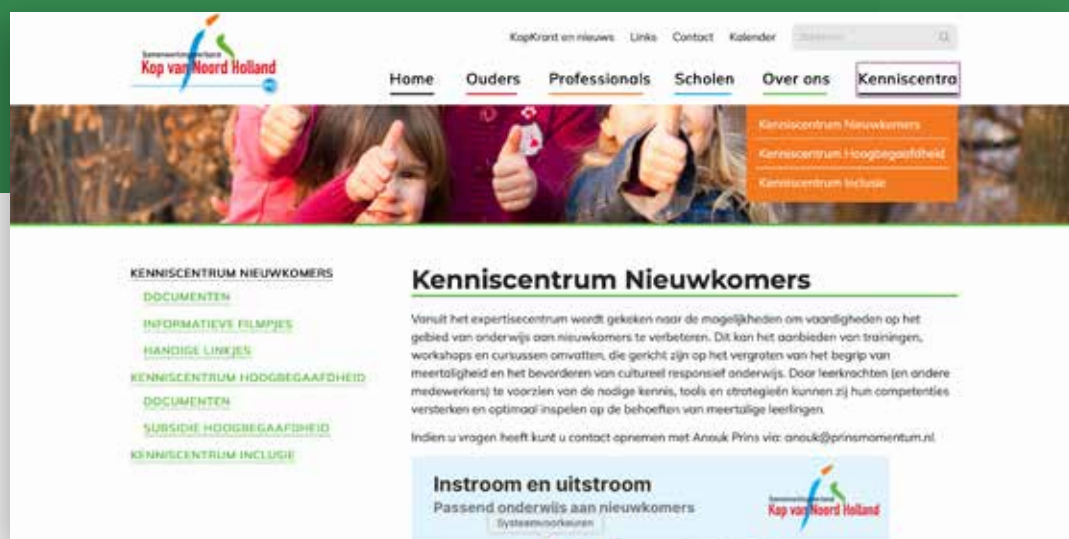 KopKrant en nieuws Links Contact Kalender
Samenwerkingsverband
Kop van Noord Holland
Home Ouders Professionals Scholen Over ons Kenniscentra
Kenniscentrum Nieuwkomers
Kenniscentrum Hoogbegaafdheid
Kenniscentrum Inclusie
KENNISCENTRUM NIEUWKOMERS
DOCUMENTEN
INFORMATIEVE FILMPJES
HANDIGE LINKJES
KENNISCENTRUM HOOGBEGAAFDHEID
DOCUMENTEN
SUBSIDIE HOOGBEGAAFDHEID
KENNISCENTRUM INCLUSIE
Kenniscentrum Nieuwkomers
Vanuit het expertisecentrum wordt gekeken naar de mogelijkheden om vaardigheden op het
gebied van onderwijs aan nieuwkomers te verbeteren. Dit kan het aanbieden van trainingen,
workshops en cursussen omvatten, die gericht zijn op het vergroten van het begrip van
meertaligheid en het bevorderen van cultureel responsief onderwijs. Door leerkrachten (en andere
medewerkers) te voorzien van de nodige kennis, tools en strategieën kunnen zij hun competenties
versterken en optimaal inspelen op de behoeften van meertalige leerlingen.
Indien u vragen heeft kunt u contact opnemen met Anouk Prins via: anouk@prinsmomentum.nl
Instroom en uitstroom
Passend onderwijs aan nieuwkomers
Systeemvoorkeuren
Samenwerkingsverband
Kop van Noord Holland